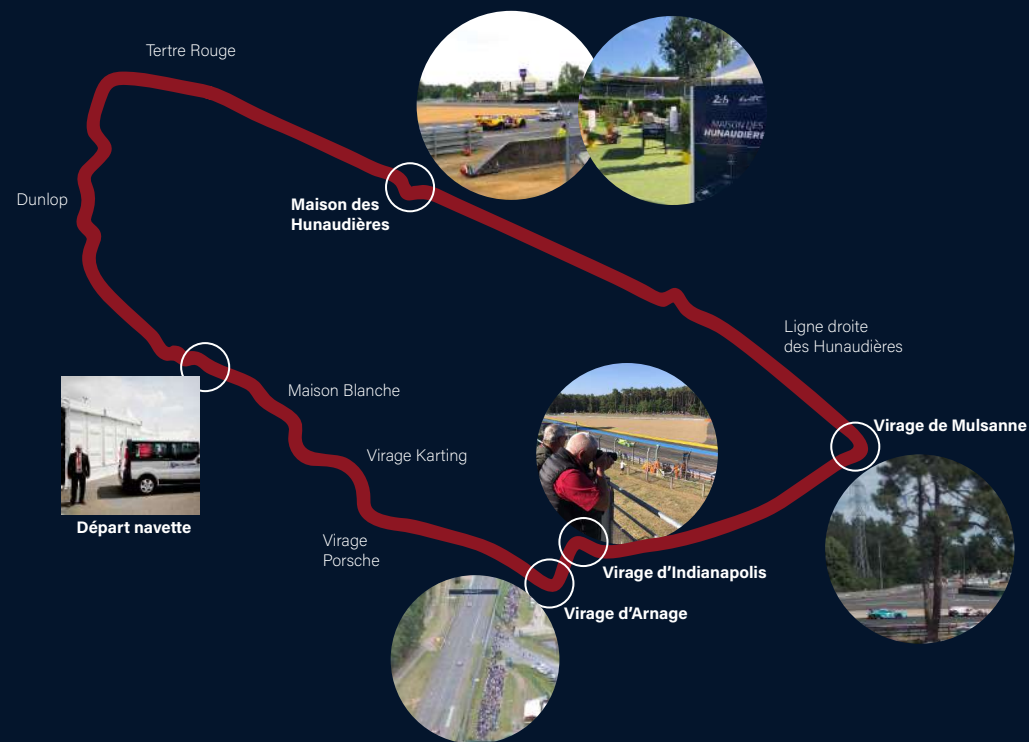 Tertre Rouge
Dunlop
Maison des
Hunaudières
MAISON DES
HUNAUDIÈRE
Ligne droite
des Hunaudières
Maison Blanche
Virage de Mulsanne
Virage Karting
Départ navette
Virage
Porsche
Virage d'Indianapolis
Virage d'Arnage